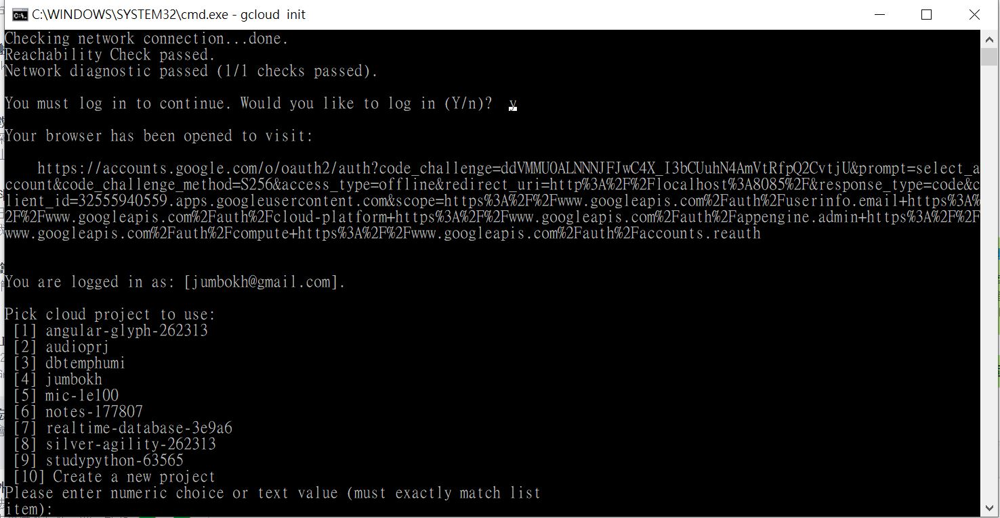 C:\WINDOWS\SYSTEM32\cmd.exe - gcloud  init
Checking network connection...done.
Reachability Check passed.
Network diagnostic passed (1/1 checks passed).
You must log in to continue. Would you like to log in (Y/n)?  y
Your browser has been opened to visit:
https://accounts.google.com/o/oauth2/auth?code_challenge=ddVMMUOALNNNJFJwC4X_I3bCUuhN4AmVtRfpQ2CvtjU&prompt=select_a
ccount&code_challenge_method=S256&access_type=offline&redirect_uri=http%3A%2F%2Flocalhost%3A8085%2F&response_type=code&c
lient_id=32555940559.apps.googleusercontent.com&scope=https%3A%2F%2Fwww.googleapis.com%2Fauth%2Fuserinfo.email+https%3A%
2F%2Fwww.googleapis.com%2Fauth%2Fcloud-platform+https%3A%2F%2Fwww.googleapis.com%2Fauth%2Fappengine.admin+https%3A%2F%2F
www.googleapis.com%2Fauth%2Fcompute+https%3A%2F%2Fwww.googleapis.com%2Fauth%2Faccounts.reauth
You are logged in as: [jumbokh@gmail.com].
Pick cloud project to use:
[1] angular-glyph-262313
[2] audioprj
[3] dbtemphumi
[4] jumbokh
[5] mic-1e100
[6] notes-177807
[7] realtime-database-3e9a6
[8] silver-agility-262313
[9] studypython-63565
[10] Create a new project
Please enter numeric choice or text value (must exactly match list
item):